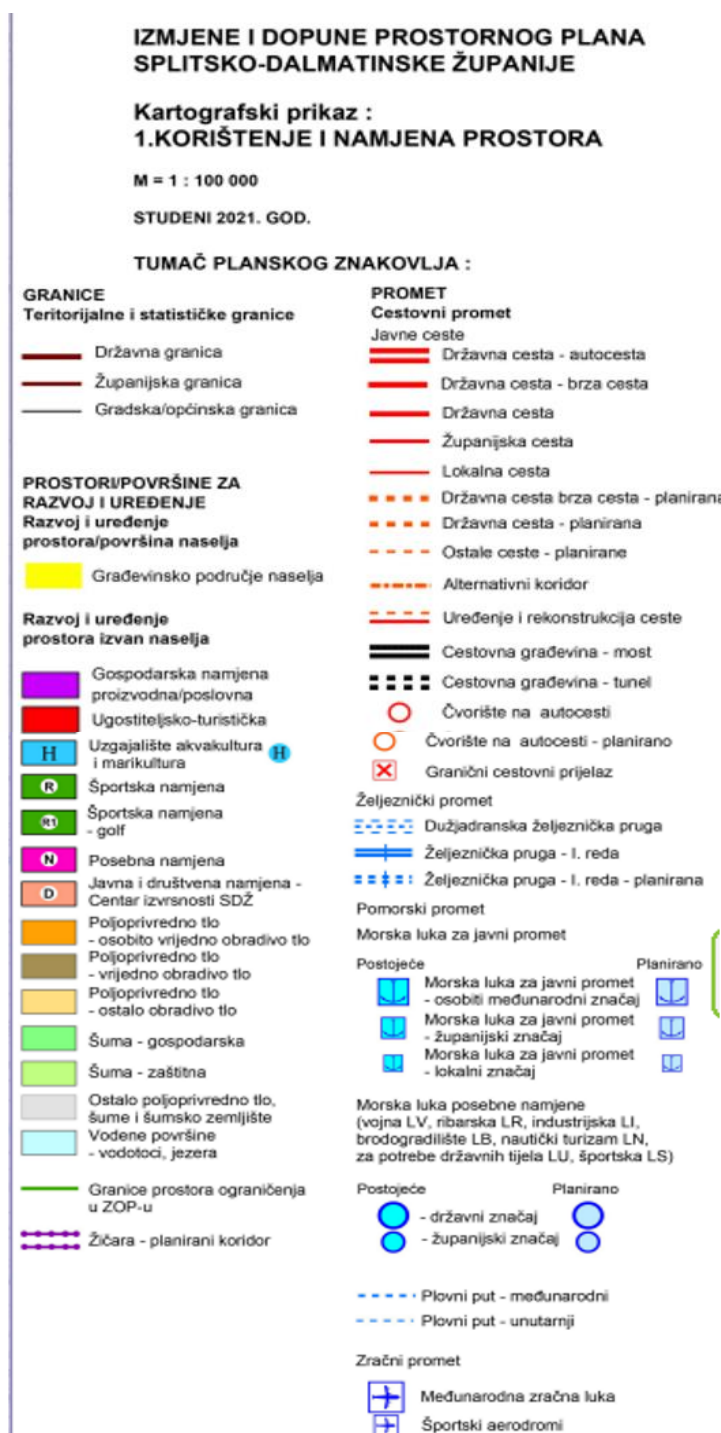 IZMJENE I DOPUNE PROSTORNOG PLANA
SPLITSKO-DALMATINSKE ŽUPANIJE
Kartografski prikaz :
1.KORIŠTENJE I NAMJENA PROSTORA
M = 1 : 100 000
STUDENI 2021. GOD.
TUMAČ PLANSKOG ZNAKOVLJA :
GRANICE
Teritorijalne i statističke granice
Državna granica
Županijska granica
Gradska/općinska granica
PROSTORI/POVRŠINE ZA
RAZVOJ I UREĐENJE
Razvoj i uređenje
prostora/površina naselja
Građevinsko područje naselja
Razvoj i uređenje
prostora izvan naselja
Gospodarska namjena
proizvodna/poslovna
Ugostiteljsko-turistička
H Uzgajalište akvakultura H
i marikultura
R Športska namjena
R1 Športska namjena
- golf
N Posebna namjena
D Javna i društvena namjena -
Centar izvrsnosti SDŽ
Poljoprivredno tlo
- osobito vrijedno obradivo tlo
Poljoprivredno tlo
- vrijedno obradivo tlo
Poljoprivredno tlo
- ostalo obradivo tlo
Šuma - gospodarska
Šuma - zaštitna
Ostalo poljoprivredno tlo,
šume i šumsko zemljište
Vodene površine
- vodotoci, jezera
Granice prostora ograničenja
u ZOP-u
Žičara - planirani koridor
PROMET
Cestovni promet
Javne ceste
Državna cesta - autocesta
Državna cesta - brza cesta
Državna cesta
Županijska cesta
Lokalna cesta
Državna cesta brza cesta - planirana
Državna cesta - planirana
Ostale ceste - planirane
Alternativni koridor
Uređenje i rekonstrukcija ceste
Cestovna građevina - most
Cestovna građevina - tunel
Čvorište na autocesti
Čvorište na autocesti - planirano
Granični cestovni prijelaz
Željeznički promet
Dužjadranska željeznička pruga
Željeznička pruga - I. reda
Željeznička pruga - I. reda - planirana
Pomorski promet
Morska luka za javni promet
Postojeće Planirano
Morska luka za javni promet
- osobiti međunarodni značaj
Morska luka za javni promet
- županijski značaj
Morska luka za javni promet
- lokalni značaj
Morska luka posebne namjene
(vojna LV, ribarska LR, industrijska LI,
brodogradilište LB, nautički turizam LN,
za potrebe državnih tijela LU, športska LS)
Postojeće Planirano
- državni značaj
- županijski značaj
Plovni put - međunarodni
Plovni put - unutarnji
Zračni promet
Međunarodna zračna luka
Športski aerodromi